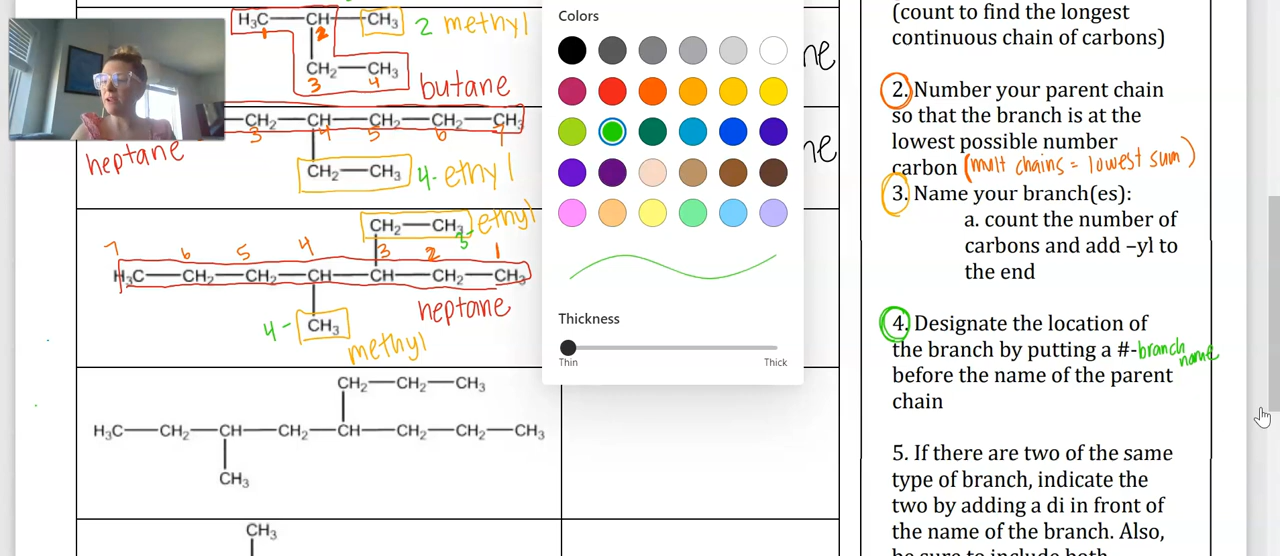 H₃C—CH—CH₃ 2 methyl
1 2
CH₂—CH₃
3 4 butane
CH₂—CH—CH₂—CH₂—CH₃
3 4 5 6 7
heptane
CH₂—CH₃ 4-ethyl
CH₂—CH₃ 3-ethyl
7 6 5 4 3 2 1
H₃C—CH₂—CH₂—CH—CH—CH₂—CH₃
heptane
4-CH₃
methyl
CH₂—CH₂—CH₃
H₃C—CH₂—CH—CH₂—CH—CH₂—CH₂—CH₃
CH₃
CH₃
Colors
Thickness
Thin Thick
ne
ne
(count to find the longest
continuous chain of carbons)
2. Number your parent chain
so that the branch is at the
lowest possible number
carbon (mult chains = lowest sum)
3. Name your branch(es):
a. count the number of
carbons and add –yl to
the end
4. Designate the location of
the branch by putting a #-branch name
before the name of the parent
chain
5. If there are two of the same
type of branch, indicate the
two by adding a di in front of
the name of the branch. Also,
be sure to include both